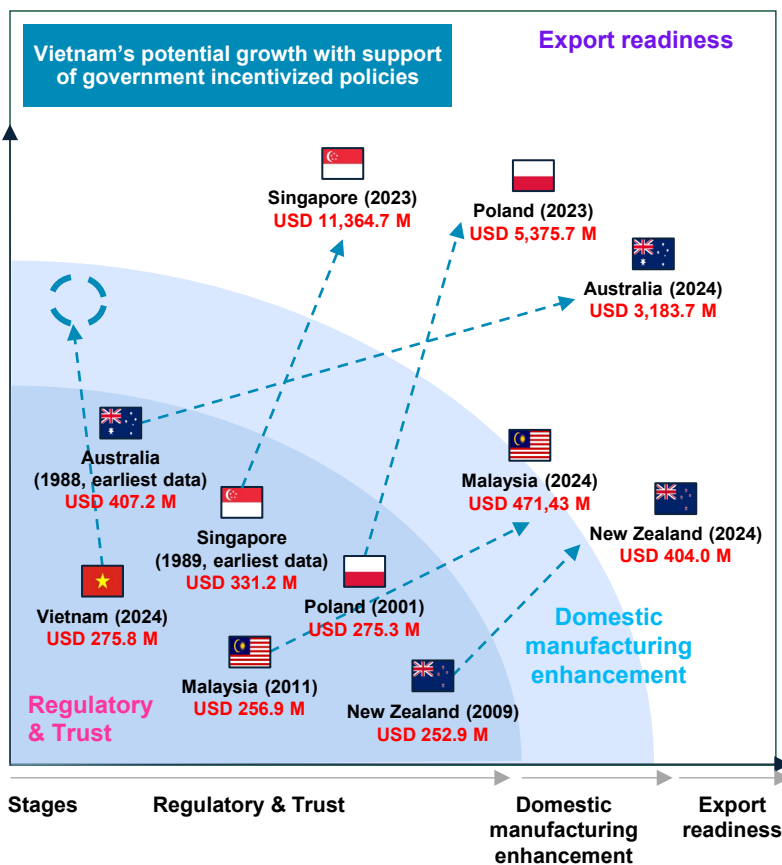 Vietnam's potential growth with support
of government incentivized policies
Export readiness
Singapore (2023)
USD 11,364.7 M
Poland (2023)
USD 5,375.7 M
Australia (2024)
USD 3,183.7 M
Australia
(1988, earliest data)
USD 407.2 M
Malaysia (2024)
USD 471,43 M
Singapore
(1989, earliest data)
USD 331.2 M
New Zealand (2024)
USD 404.0 M
Vietnam (2024)
USD 275.8 M
Poland (2001)
USD 275.3 M
Domestic
manufacturing
enhancement
Malaysia (2011)
USD 256.9 M
New Zealand (2009)
USD 252.9 M
Regulatory
& Trust
Stages
Regulatory & Trust
Domestic
manufacturing
enhancement
Export
readiness